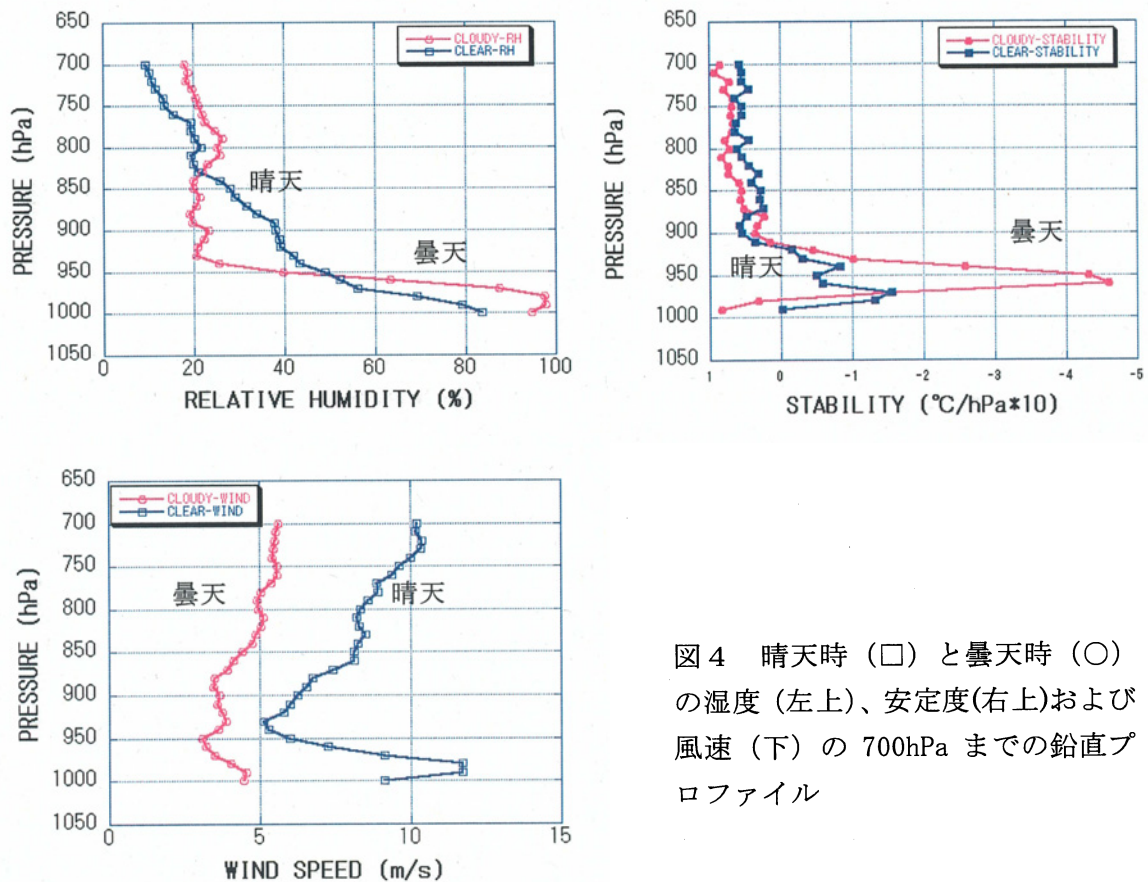 650
700
750
800
850
900
950
1000
1050
PRESSURE (hPa)
CLOUDY-RH
CLEAR-RH
晴天
曇天
0
20
40
60
80
100
RELATIVE HUMIDITY (%)
650
700
750
800
850
900
950
1000
1050
PRESSURE (hPa)
CLOUDY-STABILITY
CLEAR-STABILITY
曇天
晴天
1
0
-1
-2
-3
-4
-5
STABILITY (℃/hPa*10)
650
700
750
800
850
900
950
1000
1050
PRESSURE (hPa)
CLOUDY-WIND
CLEAR-WIND
曇天
晴天
0
5
10
15
WIND SPEED (m/s)
図4 晴天時(□)と曇天時(○)
の湿度(左上)、安定度(右上)および
風速(下)の 700hPa までの鉛直プ
ロファイル